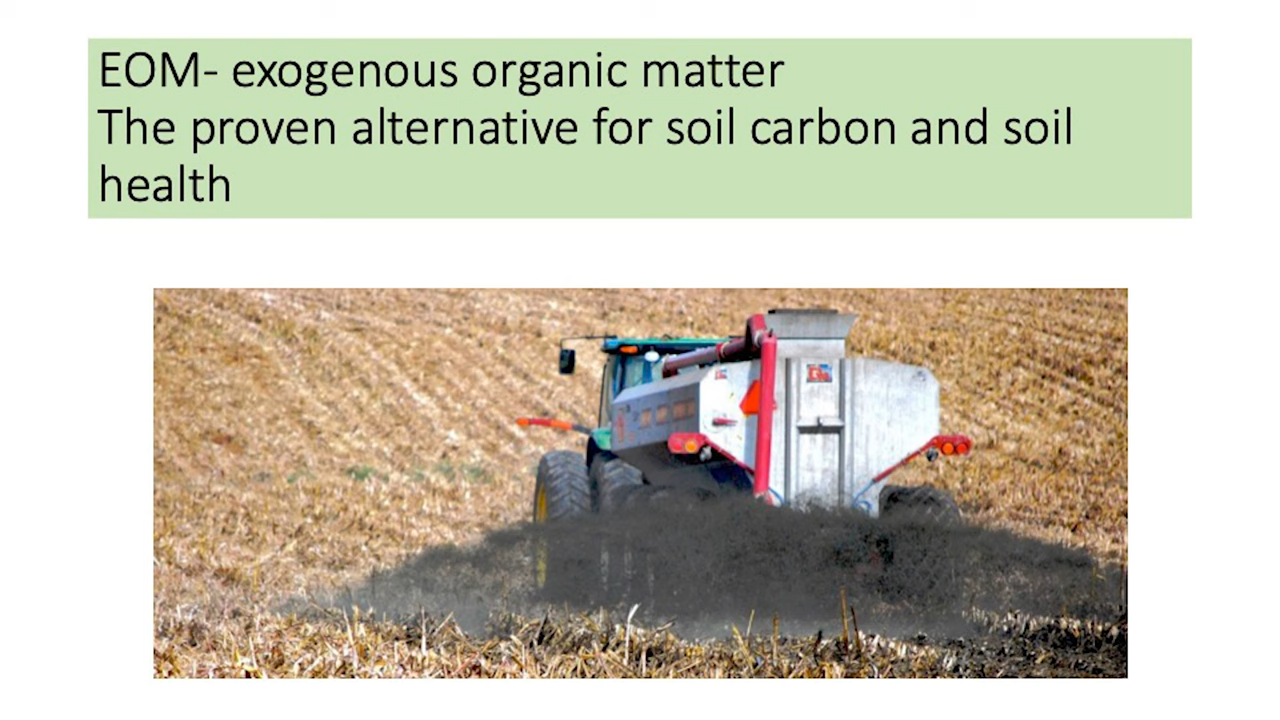 EOM- exogenous organic matter
The proven alternative for soil carbon and soil
health